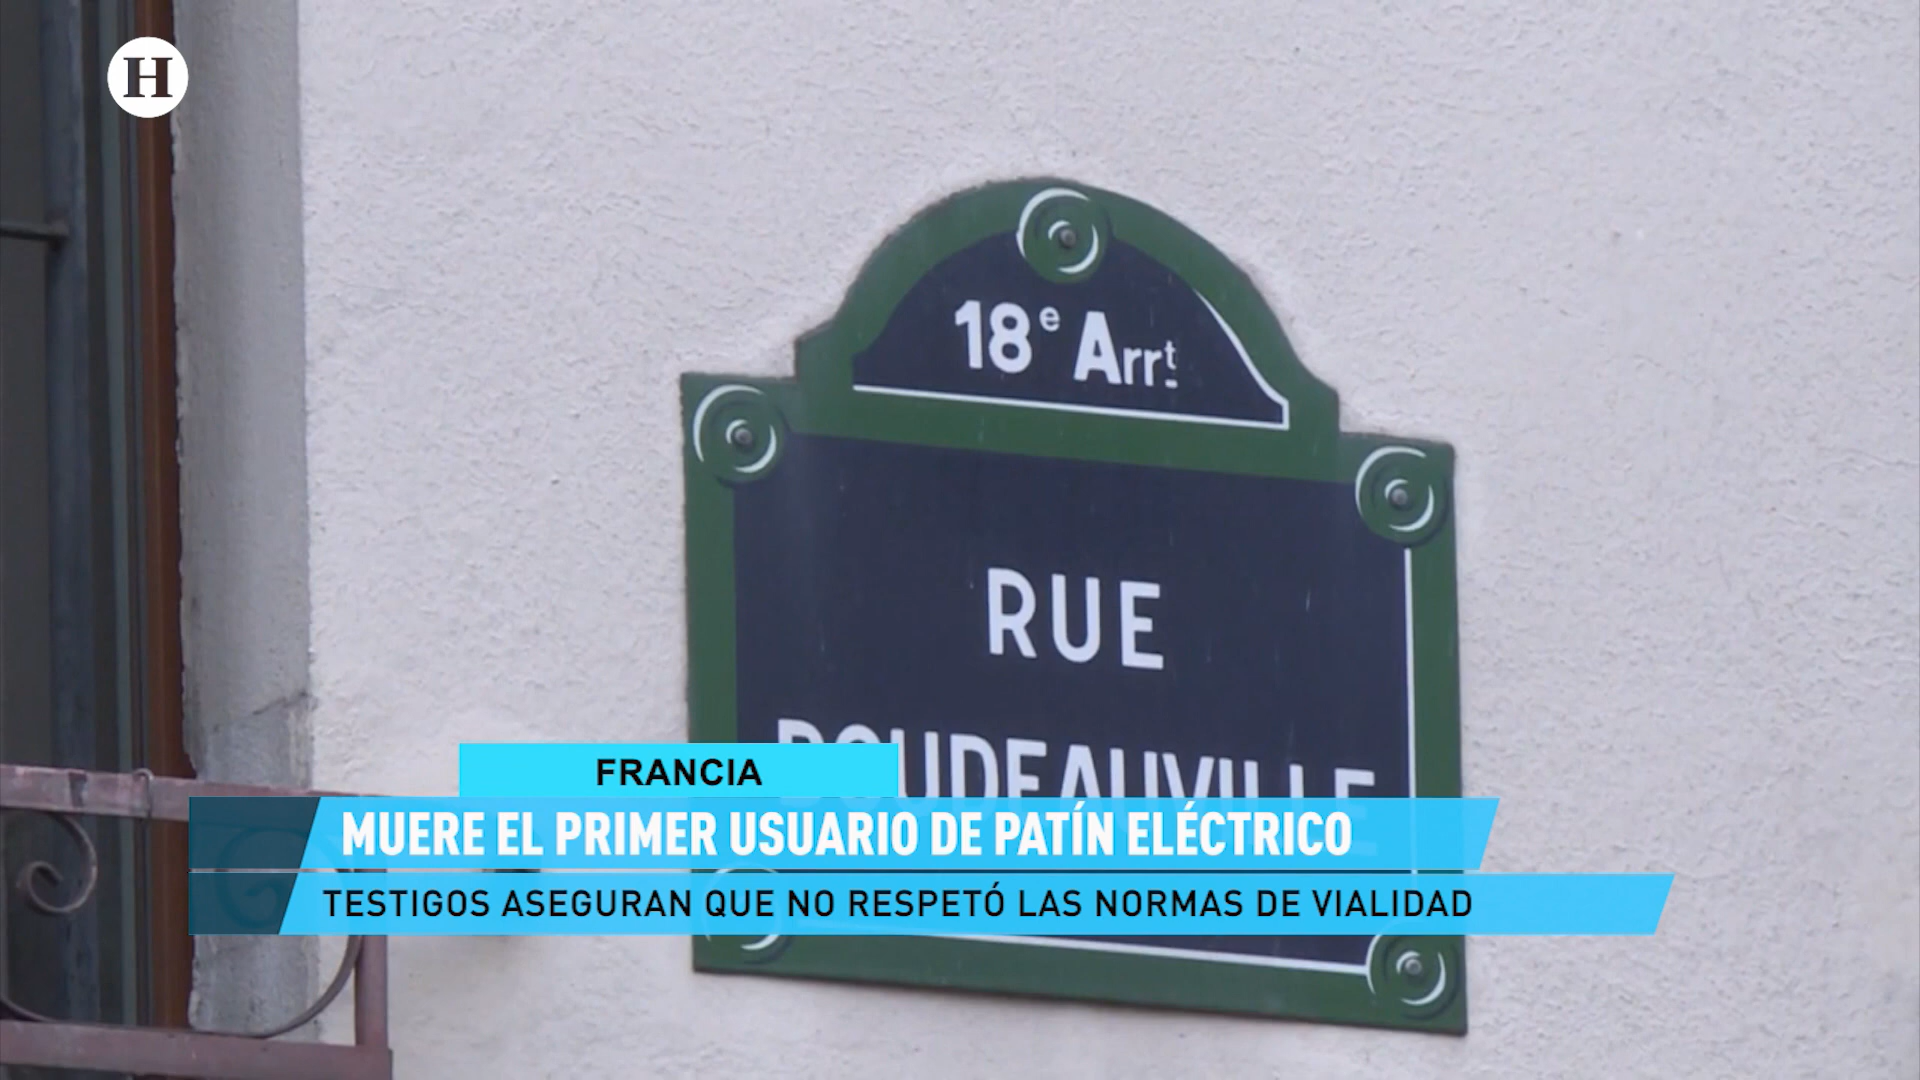 H
18e Arrt
RUE
DOUDEAUVILLE
FRANCIA
MUERE EL PRIMER USUARIO DE PATÍN ELÉCTRICO
TESTIGOS ASEGURAN QUE NO RESPETÓ LAS NORMAS DE VIALIDAD